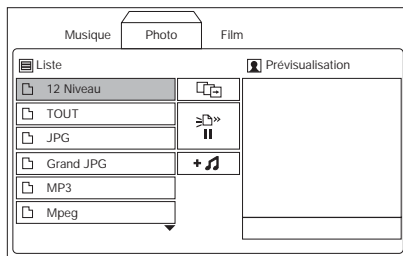 Musique Photo Film
Liste
Prévisualisation
12 Niveau
TOUT
JPG
Grand JPG
+
MP3
Mpeg